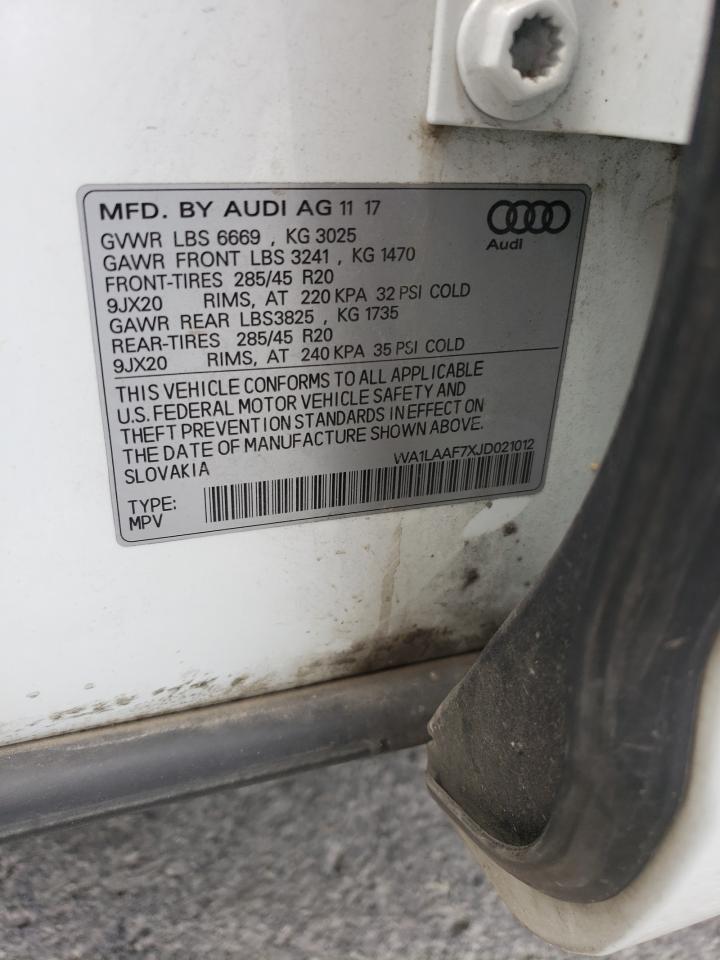 MFD. BY AUDI AG 11 17
Audi
GVWR LBS 6669 , KG 3025
GAWR FRONT LBS 3241 , KG 1470
FRONT-TIRES 285/45 R20
9JX20 RIMS, AT 220 KPA 32 PSI COLD
GAWR REAR LBS3825 , KG 1735
REAR-TIRES 285/45 R20
9JX20 RIMS, AT 240 KPA 35 PSI COLD
THIS VEHICLE CONFORMS TO ALL APPLICABLE
U.S. FEDERAL MOTOR VEHICLE SAFETY AND
THEFT PREVENTION STANDARDS IN EFFECT ON
THE DATE OF MANUFACTURE SHOWN ABOVE.
SLOVAKIA WA1LAAF7XJD021012
TYPE:
MPV